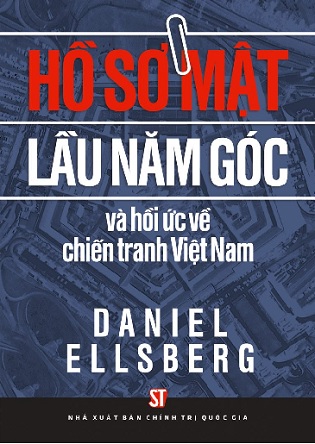 HỒ SƠ MẬT
LẦU NĂM GÓC
và hồi ức về
chiến tranh Việt Nam
DANIEL
ELLSBERG
ST
NHÀ XUẤT BẢN CHÍNH TRỊ QUỐC GIA